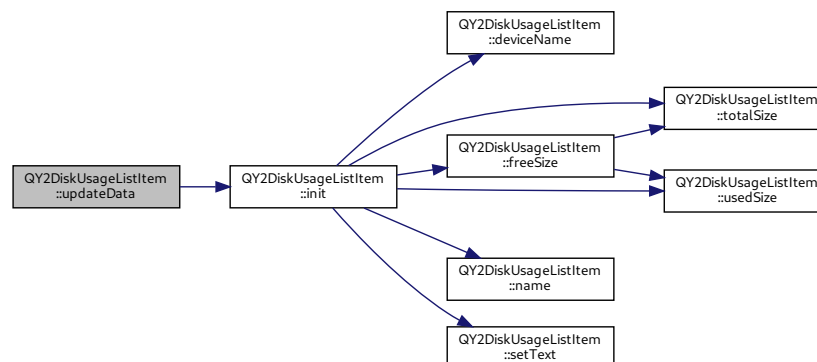 QY2DiskUsageListItem
::deviceName
QY2DiskUsageListItem
::totalSize
QY2DiskUsageListItem
::freeSize
QY2DiskUsageListItem
::updateData
QY2DiskUsageListItem
::init
QY2DiskUsageListItem
::usedSize
QY2DiskUsageListItem
::name
QY2DiskUsageListItem
::setText